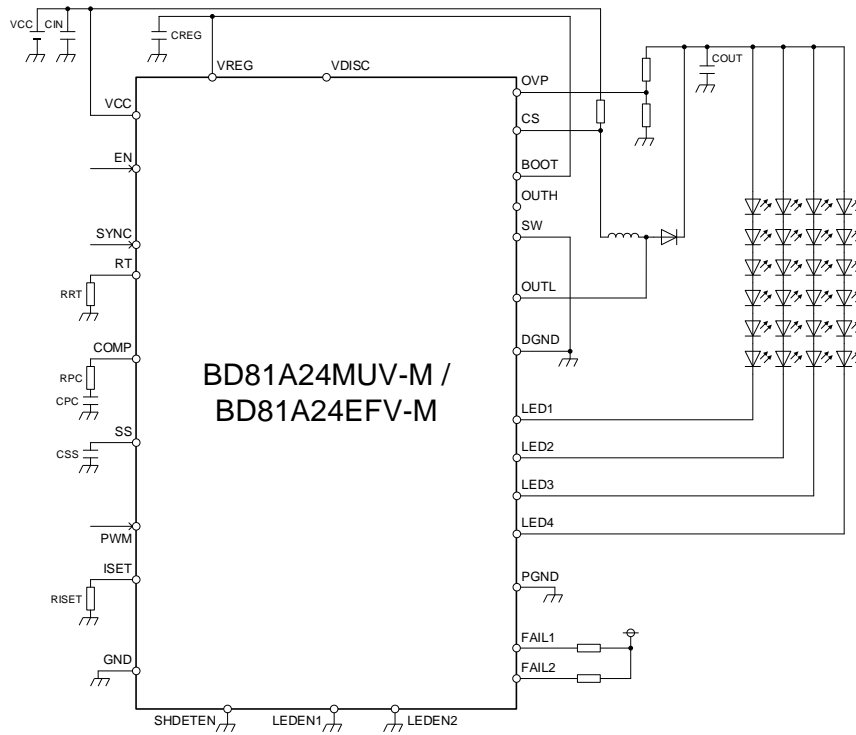 VCC
CIN
CREG
VREG
VDISC
COUT
OVP
VCC
CS
EN
BOOT
OUTH
SYNC
SW
RT
RRT
OUTL
COMP
DGND
RPC
CPC
BD81A24MUV-M /
BD81A24EFV-M
LED1
SS
CSS
LED2
LED3
PWM
LED4
ISET
RISET
PGND
FAIL1
GND
FAIL2
SHDETEN
LEDEN1
LEDEN2